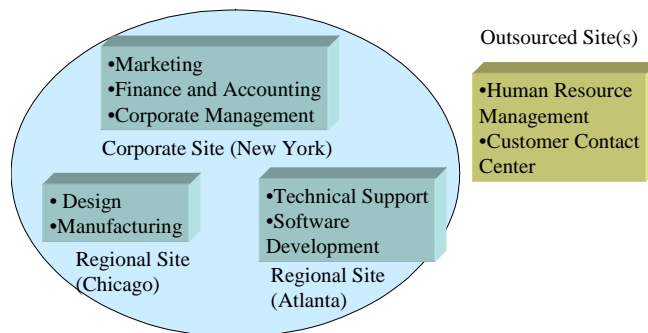 •Marketing
•Finance and Accounting
•Corporate Management
Corporate Site (New York)
• Design
•Manufacturing
Regional Site
(Chicago)
•Technical Support
•Software
Development
Regional Site
(Atlanta)
Outsourced Site(s)
•Human Resource
Management
•Customer Contact
Center